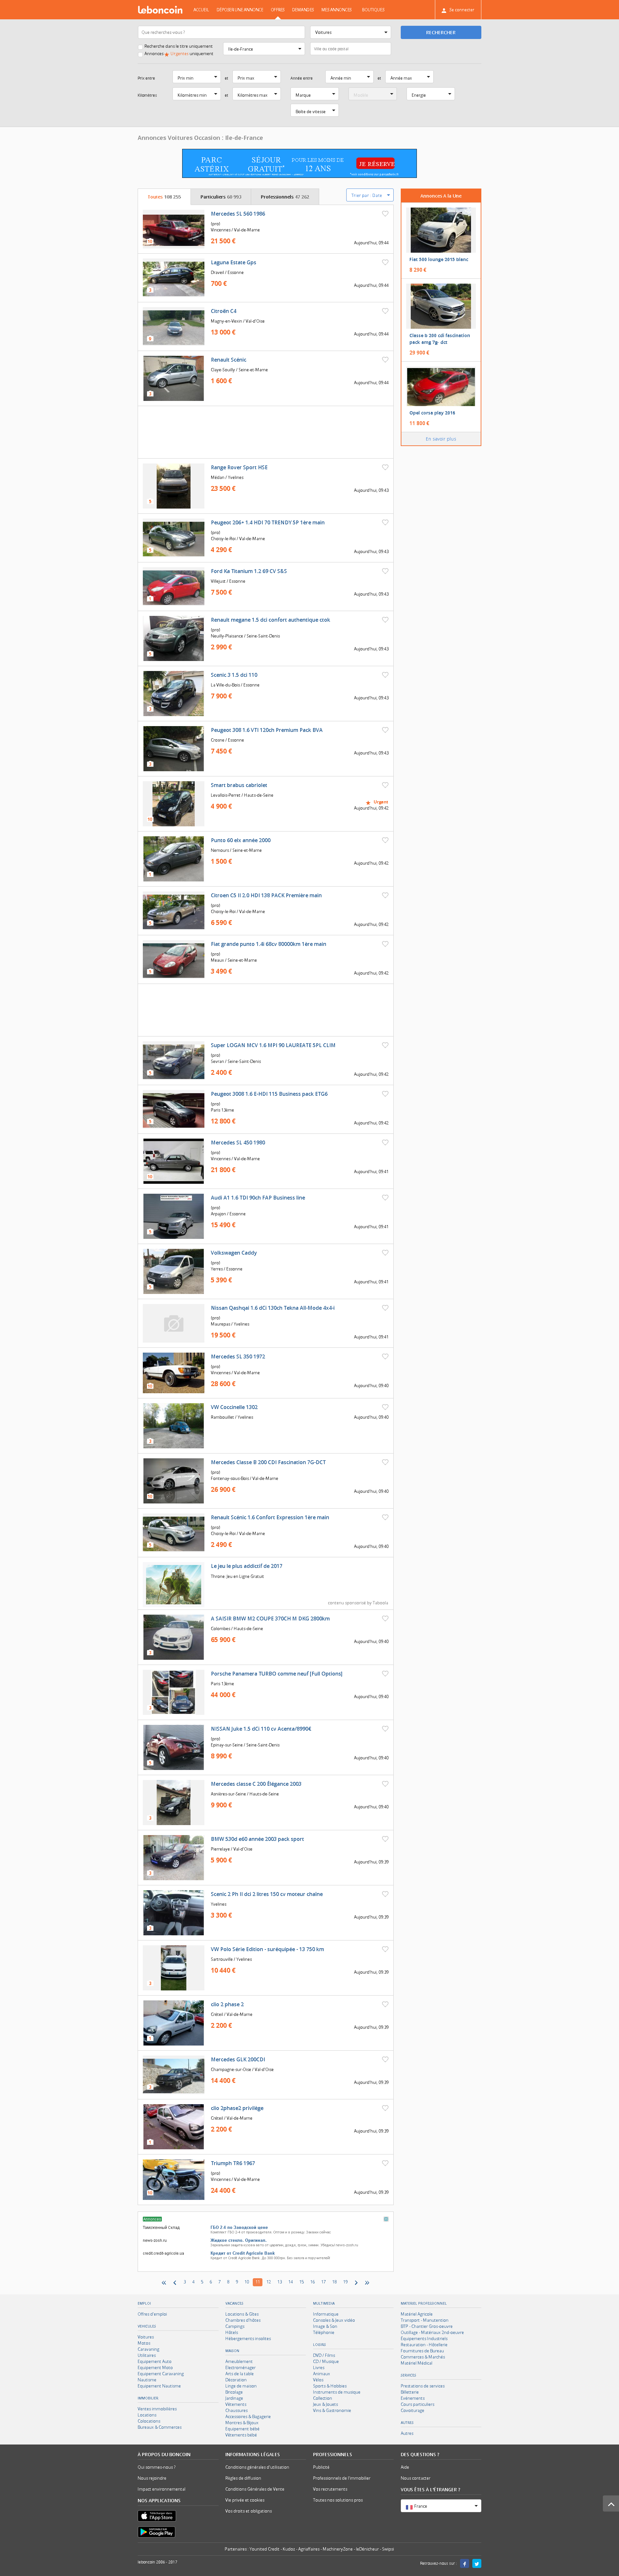 leboncoin ACCUEIL DÉPOSER UNE ANNONCE OFFRES DEMANDES MES ANNONCES BOUTIQUES Se connecter
Que recherchez-vous ? Voitures RECHERCHER
Recherche dans le titre uniquement Ile-de-France Ville ou code postal
Annonces Urgentes uniquement
Prix entre Prix min et Prix max Année entre Année min et Année max
Kilométrage Kilométrage min et Kilométrage max Marque Modèle Energie
Boîte de vitesse
Annonces Voitures Occasion : Ile-de-France
PARC ASTÉRIX SÉJOUR GRATUIT* POUR LES MOINS DE 12 ANS JE RÉSERVE
Toutes 108 255 Particuliers 60 993 Professionnels 47 262 Trier par : Date
Annonces à la Une
Fiat 500 lounge 2015 blanc
8 290 €
Classe b 200 cdi fascination pack amg 7g- dct
29 900 €
Opel corsa play 2016
11 800 €
En savoir plus
Mercedes SL 560 1986
(pro)
Vincennes / Val-de-Marne
21 500 €
Aujourd'hui, 09:44
Laguna Estate Gps
Draveil / Essonne
700 €
Aujourd'hui, 09:44
Citroën C4
Magny-en-Vexin / Val-d'Oise
13 000 €
Aujourd'hui, 09:44
Renault Scénic
Claye-Souilly / Seine-et-Marne
1 600 €
Aujourd'hui, 09:44
Range Rover Sport HSE
Médan / Yvelines
23 500 €
Aujourd'hui, 09:43
Peugeot 206+ 1.4 HDI 70 TRENDY 5P 1ère main
(pro)
Choisy-le-Roi / Val-de-Marne
4 290 €
Aujourd'hui, 09:43
Ford Ka Titanium 1.2 69 CV S&S
Villejust / Essonne
7 500 €
Aujourd'hui, 09:43
Renault megane 1.5 dci confort authentique ctok
(pro)
Neuilly-Plaisance / Seine-Saint-Denis
2 990 €
Aujourd'hui, 09:43
Scenic 3 1.5 dci 110
La Ville-du-Bois / Essonne
7 900 €
Aujourd'hui, 09:43
Peugeot 308 1.6 VTI 120ch Premium Pack BVA
Crosne / Essonne
7 450 €
Aujourd'hui, 09:43
Smart brabus cabriolet
Levallois-Perret / Hauts-de-Seine
4 900 €
Urgent
Aujourd'hui, 09:42
Punto 60 elx année 2000
Nemours / Seine-et-Marne
1 500 €
Aujourd'hui, 09:42
Citroen C5 II 2.0 HDI 138 PACK Première main
(pro)
Choisy-le-Roi / Val-de-Marne
6 590 €
Aujourd'hui, 09:42
Fiat grande punto 1.4i 68cv 80000km 1ère main
(pro)
Meaux / Seine-et-Marne
3 490 €
Aujourd'hui, 09:42
Super LOGAN MCV 1.6 MPI 90 LAUREATE 5PL CLIM
(pro)
Sevran / Seine-Saint-Denis
2 400 €
Aujourd'hui, 09:42
Peugeot 3008 1.6 E-HDI 115 Business pack ETG6
(pro)
Paris 13ème
12 800 €
Aujourd'hui, 09:42
Mercedes SL 450 1980
(pro)
Vincennes / Val-de-Marne
21 800 €
Aujourd'hui, 09:41
Audi A1 1.6 TDI 90ch FAP Business line
(pro)
Arpajon / Essonne
15 490 €
Aujourd'hui, 09:41
Volkswagen Caddy
(pro)
Yerres / Essonne
5 390 €
Aujourd'hui, 09:41
Nissan Qashqai 1.6 dCi 130ch Tekna All-Mode 4x4-i
(pro)
Maurepas / Yvelines
19 500 €
Aujourd'hui, 09:41
Mercedes SL 350 1972
(pro)
Vincennes / Val-de-Marne
28 600 €
Aujourd'hui, 09:40
VW Coccinelle 1302
Rambouillet / Yvelines
Aujourd'hui, 09:40
Mercedes Classe B 200 CDI Fascination 7G-DCT
(pro)
Fontenay-sous-Bois / Val-de-Marne
26 900 €
Aujourd'hui, 09:40
Renault Scénic 1.6 Confort Expression 1ère main
(pro)
Choisy-le-Roi / Val-de-Marne
2 490 €
Aujourd'hui, 09:40
Le jeu le plus addictif de 2017
Throne: Jeu en Ligne Gratuit
contenu sponsorisé by Taboola
A SAISIR BMW M2 COUPE 370CH M DKG 2800km
Colombes / Hauts-de-Seine
65 900 €
Aujourd'hui, 09:40
Porsche Panamera TURBO comme neuf [Full Options]
Paris 13ème
44 000 €
Aujourd'hui, 09:40
NISSAN Juke 1.5 dCi 110 cv Acenta/8990€
(pro)
Epinay-sur-Seine / Seine-Saint-Denis
8 990 €
Aujourd'hui, 09:40
Mercedes classe C 200 Élégance 2003
Asnières-sur-Seine / Hauts-de-Seine
9 900 €
Aujourd'hui, 09:40
BMW 530d e60 année 2003 pack sport
Pierrelaye / Val-d'Oise
5 900 €
Aujourd'hui, 09:39
Scenic 2 Ph II dci 2 litres 150 cv moteur chaine
Yvelines
3 300 €
Aujourd'hui, 09:39
VW Polo Série Edition - suréquipée - 13 750 km
Sartrouville / Yvelines
10 440 €
Aujourd'hui, 09:39
clio 2 phase 2
Créteil / Val-de-Marne
2 200 €
Aujourd'hui, 09:39
Mercedes GLK 200CDI
Champagne-sur-Oise / Val-d'Oise
14 400 €
Aujourd'hui, 09:39
clio 2phase2 privilège
Créteil / Val-de-Marne
2 200 €
Aujourd'hui, 09:39
Triumph TR6 1967
(pro)
Vincennes / Val-de-Marne
24 400 €
Aujourd'hui, 09:39
Таможенный Склад
Кредит от Credit Agricole Bank
credit.credit-agricole.ua
3 4 5 6 7 8 9 10 11 12 13 14 15 16 17 18 19
EMPLOI
Offres d'emploi
VEHICULES
Voitures
Motos
Caravaning
Utilitaires
Equipement Auto
Equipement Moto
Equipement Caravaning
Nautisme
Equipement Nautisme
IMMOBILIER
Ventes immobilières
Locations
Colocations
Bureaux & Commerces
VACANCES
Locations & Gîtes
Chambres d'hôtes
Campings
Hôtels
Hébergements insolites
MAISON
Ameublement
Electroménager
Arts de la table
Décoration
Linge de maison
Bricolage
Jardinage
Vêtements
Chaussures
Accessoires & Bagagerie
Montres & Bijoux
Equipement bébé
Vêtements bébé
MULTIMEDIA
Informatique
Consoles & Jeux vidéo
Image & Son
Téléphonie
LOISIRS
DVD / Films
CD / Musique
Livres
Animaux
Vélos
Sports & Hobbies
Instruments de musique
Collection
Jeux & Jouets
Vins & Gastronomie
MATERIEL PROFESSIONNEL
Matériel Agricole
Transport - Manutention
BTP - Chantier Gros-oeuvre
Outillage - Matériaux 2nd-oeuvre
Equipements Industriels
Restauration - Hôtellerie
Fournitures de Bureau
Commerces & Marchés
Matériel Médical
SERVICES
Prestations de services
Billetterie
Evénements
Cours particuliers
Covoiturage
AUTRES
Autres
À PROPOS DU BONCOIN
Qui sommes-nous ?
Nous rejoindre
Impact environnemental
NOS APPLICATIONS
App Store
Google Play
INFORMATIONS LÉGALES
Conditions générales d'utilisation
Règles de diffusion
Conditions Générales de Vente
Vie privée et cookies
Vos droits et obligations
PROFESSIONNELS
Publicité
Professionnels de l'immobilier
Vos recrutements
Toutes nos solutions pros
DES QUESTIONS ?
Aide
Nous contacter
VOUS ÊTES À L'ÉTRANGER ?
France
Partenaires : Younited Credit - Kudoz - Agriaffaires - MachineryZone - leDénicheur - Swapd
leboncoin 2006 - 2017
Retrouvez-nous sur :